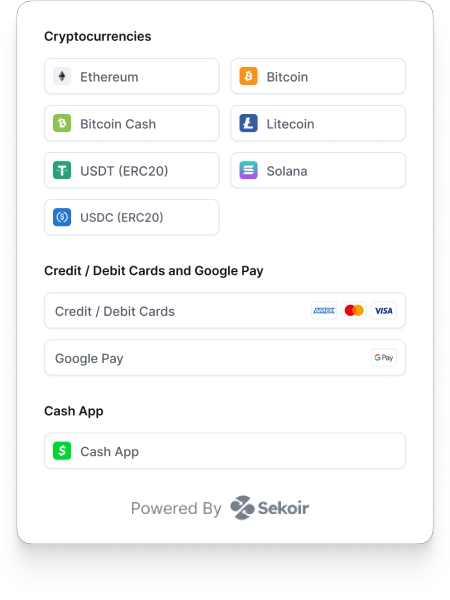 Cryptocurrencies
Ethereum
Bitcoin
Bitcoin Cash
Litecoin
USDT (ERC20)
Solana
USDC (ERC20)
Credit / Debit Cards and Google Pay
Credit / Debit Cards AMEX VISA
Google Pay G Pay
Cash App
Cash App
Powered By Sekoir